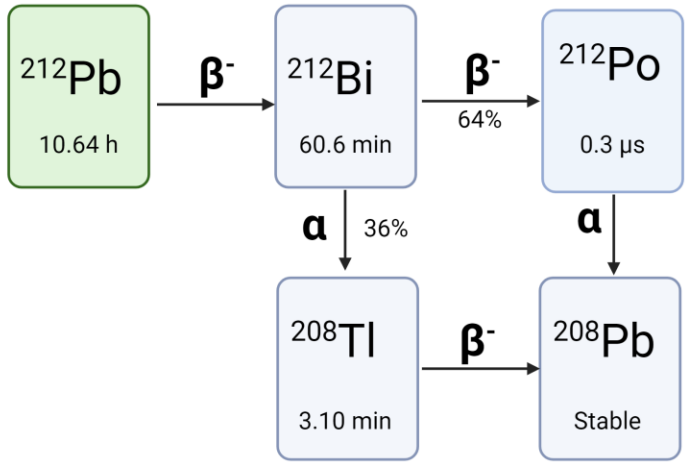 ²¹²Pb
10.64 h
β⁻
²¹²Bi
60.6 min
β⁻
64%
²¹²Po
0.3 µs
α
36%
α
²⁰⁸Tl
3.10 min
β⁻
²⁰⁸Pb
Stable